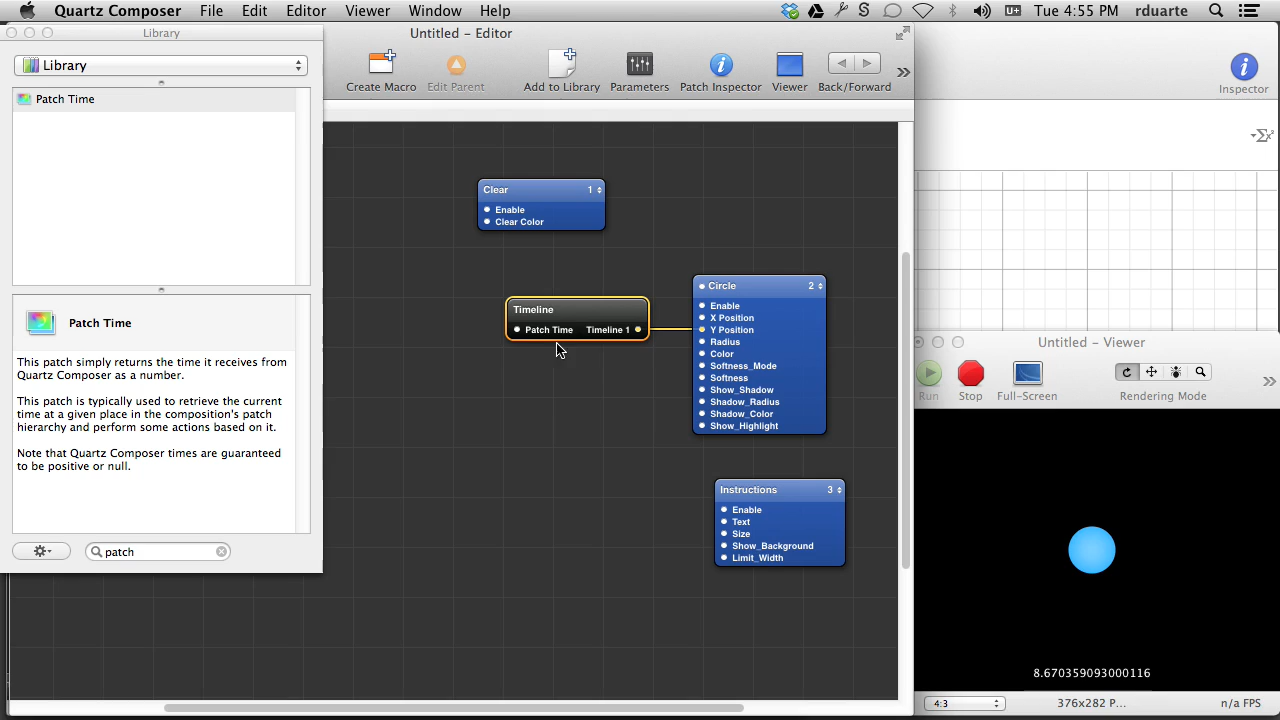 Quartz Composer File Edit Editor Viewer Window Help Tue 4:55 PM rduarte
Library
Library
Patch Time
Patch Time
This patch simply returns the time it receives from
Quartz Composer as a number.
This patch is typically used to retrieve the current
time at a given place in the composition's patch
hierarchy and perform some actions based on it.
Note that Quartz Composer times are guaranteed
to be positive or null.
patch
Untitled – Editor
Create Macro Edit Parent Add to Library Parameters Patch Inspector Viewer Back/Forward
Clear 1
Enable
Clear Color
Timeline
Patch Time Timeline 1
Circle 2
Enable
X Position
Y Position
Radius
Color
Softness_Mode
Softness
Show_Shadow
Shadow_Radius
Shadow_Color
Show_Highlight
Instructions 3
Enable
Text
Size
Show_Background
Limit_Width
Inspector
Untitled – Viewer
Run Stop Full-Screen Rendering Mode
8.670359093000116
4:3 376x282 P... n/a FPS